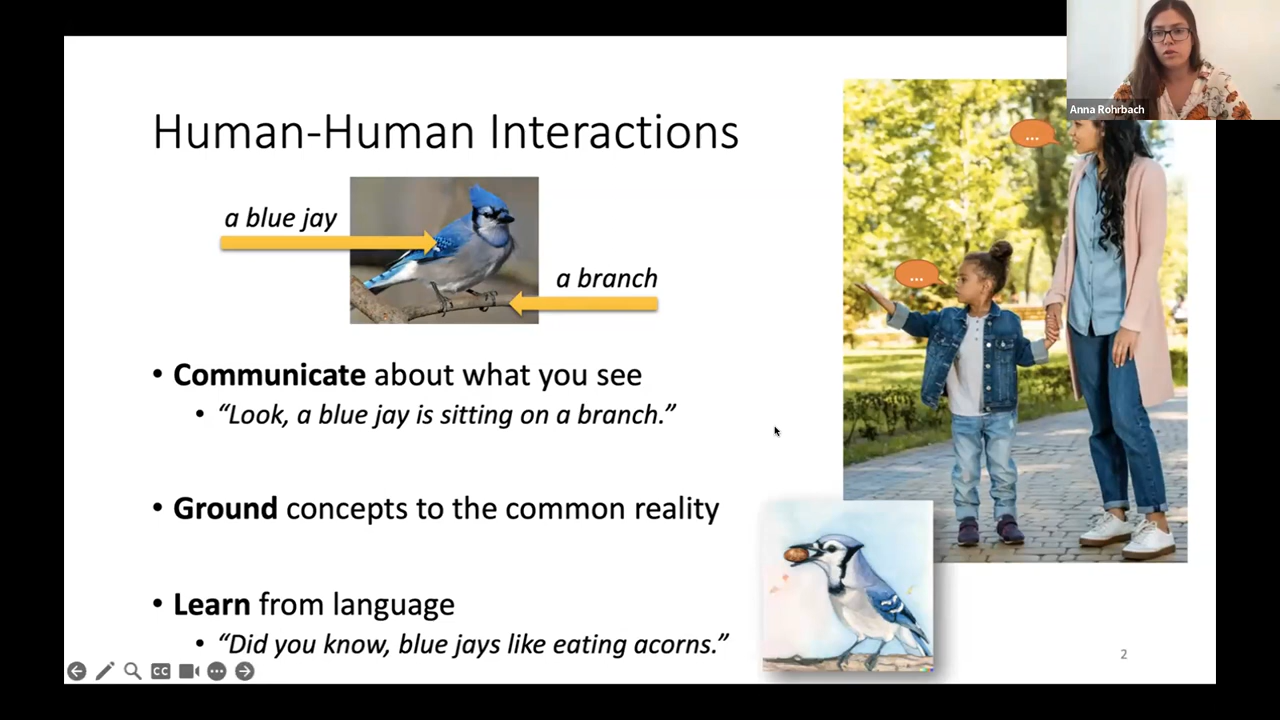 Anna Rohrbach
Human-Human Interactions
...
a blue jay
a branch
...
• Communicate about what you see
• “Look, a blue jay is sitting on a branch.”
• Ground concepts to the common reality
• Learn from language
• “Did you know, blue jays like eating acorns.”
2
CC